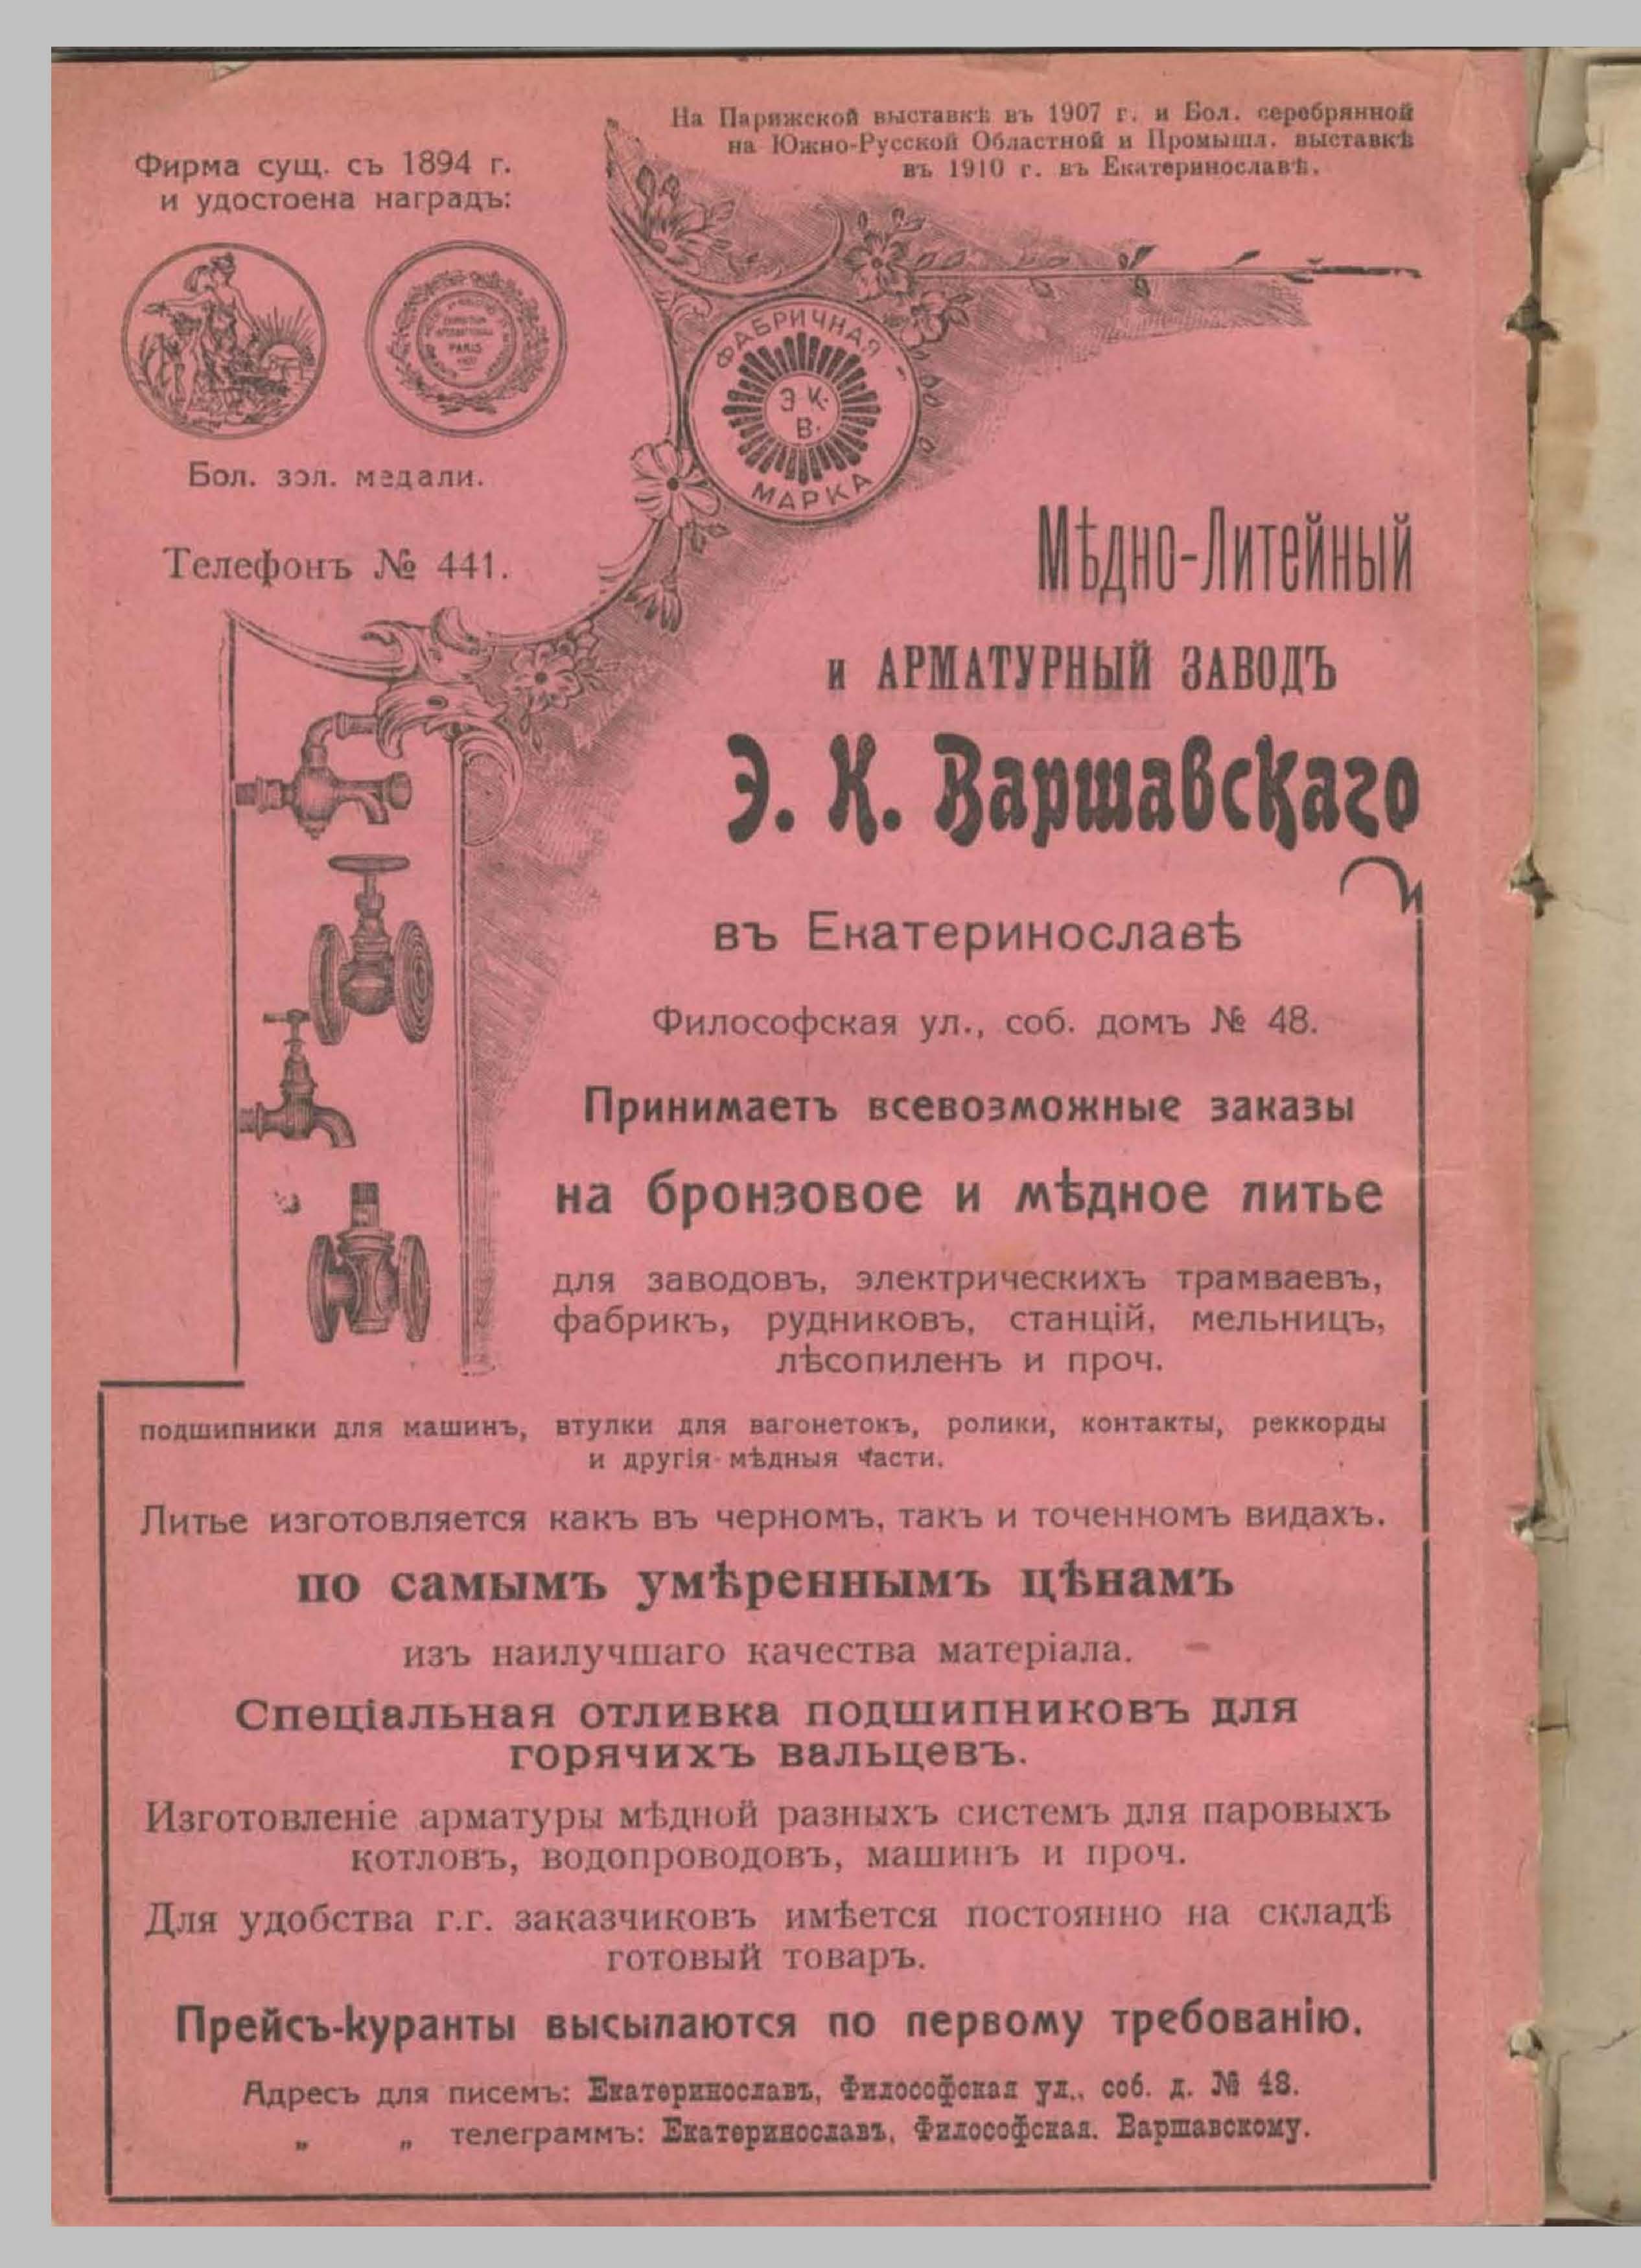 Фирма сущ. съ 1894 г.
и удостоена наградъ:
На Парижской выставкѣ въ 1907 г. и Бол. серебрянной
на Южно-Русской Областной и Промышл. выставкѣ
въ 1910 г. въ Екатеринославѣ.
PARIS
Бол. зол. медали.
ФАБРИЧНАЯ
Э. К.
В.
МАРКА
Телефонъ № 441.
Мѣдно-Литейный
и АРМАТУРНЫЙ ЗАВОДЪ
Э. К. Варшавскаго
въ Екатеринославѣ
Философская ул., соб. домъ № 48.
Принимаетъ всевозможные заказы
на бронзовое и мѣдное литье
для заводовъ, электрическихъ трамваевъ,
фабрикъ, рудниковъ, станцій, мельницъ,
лѣсопиленъ и проч.
подшипники для машинъ, втулки для вагонетокъ, ролики, контакты, реккорды
и другія мѣдныя части.
Литье изготовляется какъ въ черномъ, такъ и точенномъ видахъ.
по самымъ умѣреннымъ цѣнамъ
изъ наилучшаго качества матеріала.
Спеціальная отливка подшипниковъ для
горячихъ вальцевъ.
Изготовленіе арматуры мѣдной разныхъ системъ для паровыхъ
котловъ, водопроводовъ, машинъ и проч.
Для удобства г.г. заказчиковъ имѣется постоянно на складѣ
готовый товаръ.
Прейсъ-куранты высылаются по первому требованію.
Адресъ для писемъ: Екатеринославъ, Философская ул., соб. д. № 48.
„ „ телеграммъ: Екатеринославъ, Философская. Варшавскому.